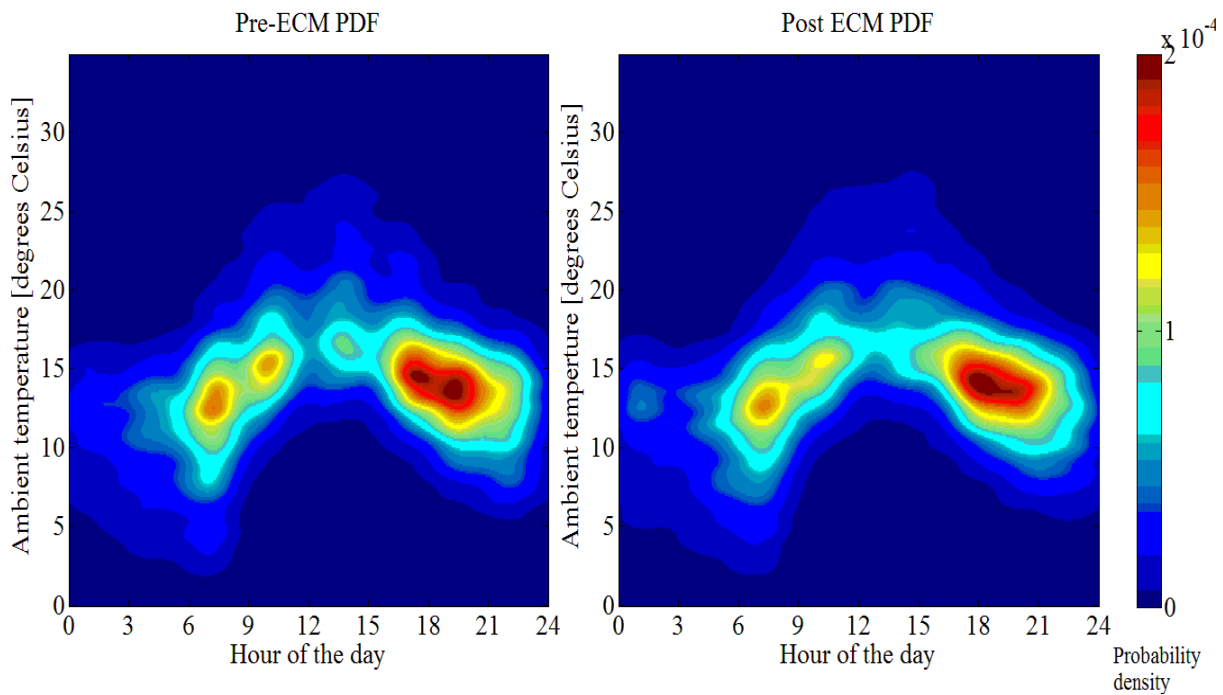 Pre-ECM PDF
Post ECM PDF
x 10-4
Ambient temperature [degrees Celsius]
30
25
20
15
10
5
0
0 3 6 9 12 15 18 21 24
Hour of the day
Ambient temperture [degrees Celsius]
30
25
20
15
10
5
0
0 3 6 9 12 15 18 21 24
Hour of the day
2
1
0
Probability
density